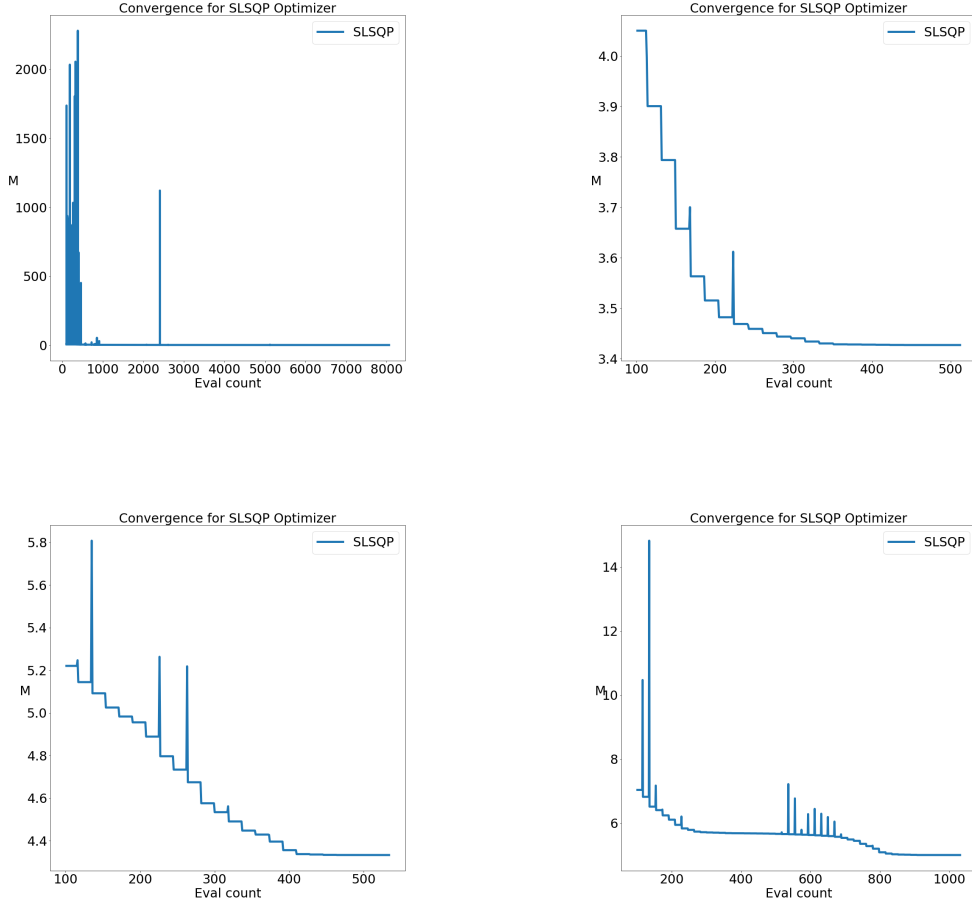 Convergence for SLSQP Optimizer
SLSQP
2000
1500
M
1000
500
0
0 1000 2000 3000 4000 5000 6000 7000 8000
Eval count
Convergence for SLSQP Optimizer
SLSQP
4.0
3.9
3.8
M
3.7
3.6
3.5
3.4
100 200 300 400 500
Eval count
Convergence for SLSQP Optimizer
5.8
SLSQP
5.6
5.4
5.2
M
5.0
4.8
4.6
4.4
100 200 300 400 500
Eval count
Convergence for SLSQP Optimizer
SLSQP
14
12
M
10
8
6
200 400 600 800 1000
Eval count